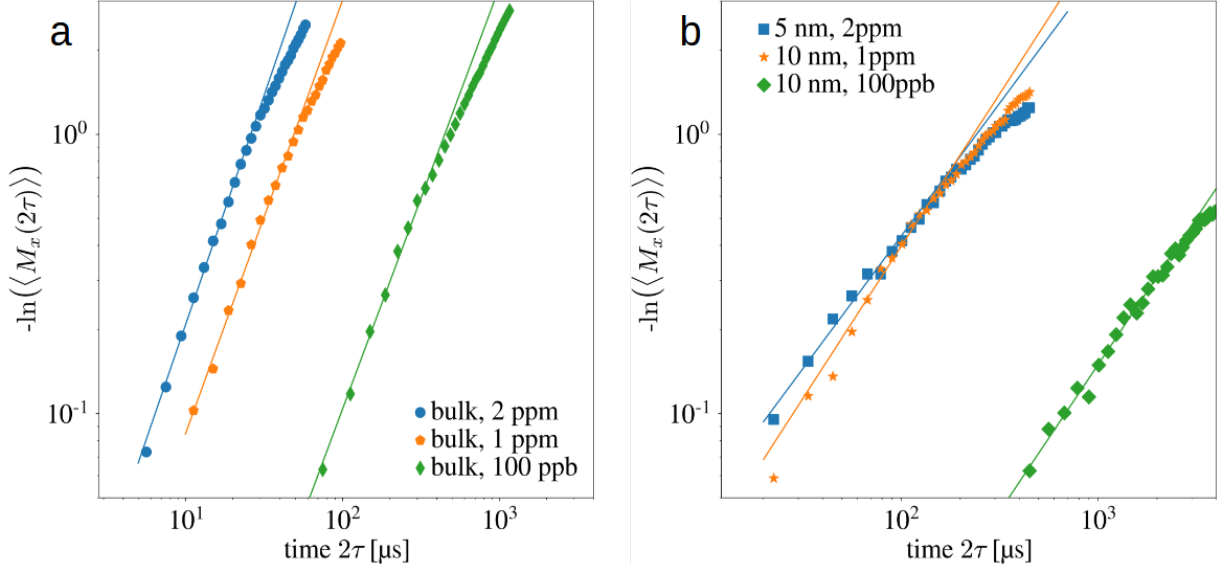 a
-ln(⟨M_x(2τ)⟩)
10^0
10^{-1}
bulk, 2 ppm
bulk, 1 ppm
bulk, 100 ppb
10^1
10^2
10^3
time 2τ [µs]
b
-ln(⟨M_x(2τ)⟩)
5 nm, 2ppm
10 nm, 1ppm
10 nm, 100ppb
10^0
10^{-1}
10^2
10^3
time 2τ [µs]